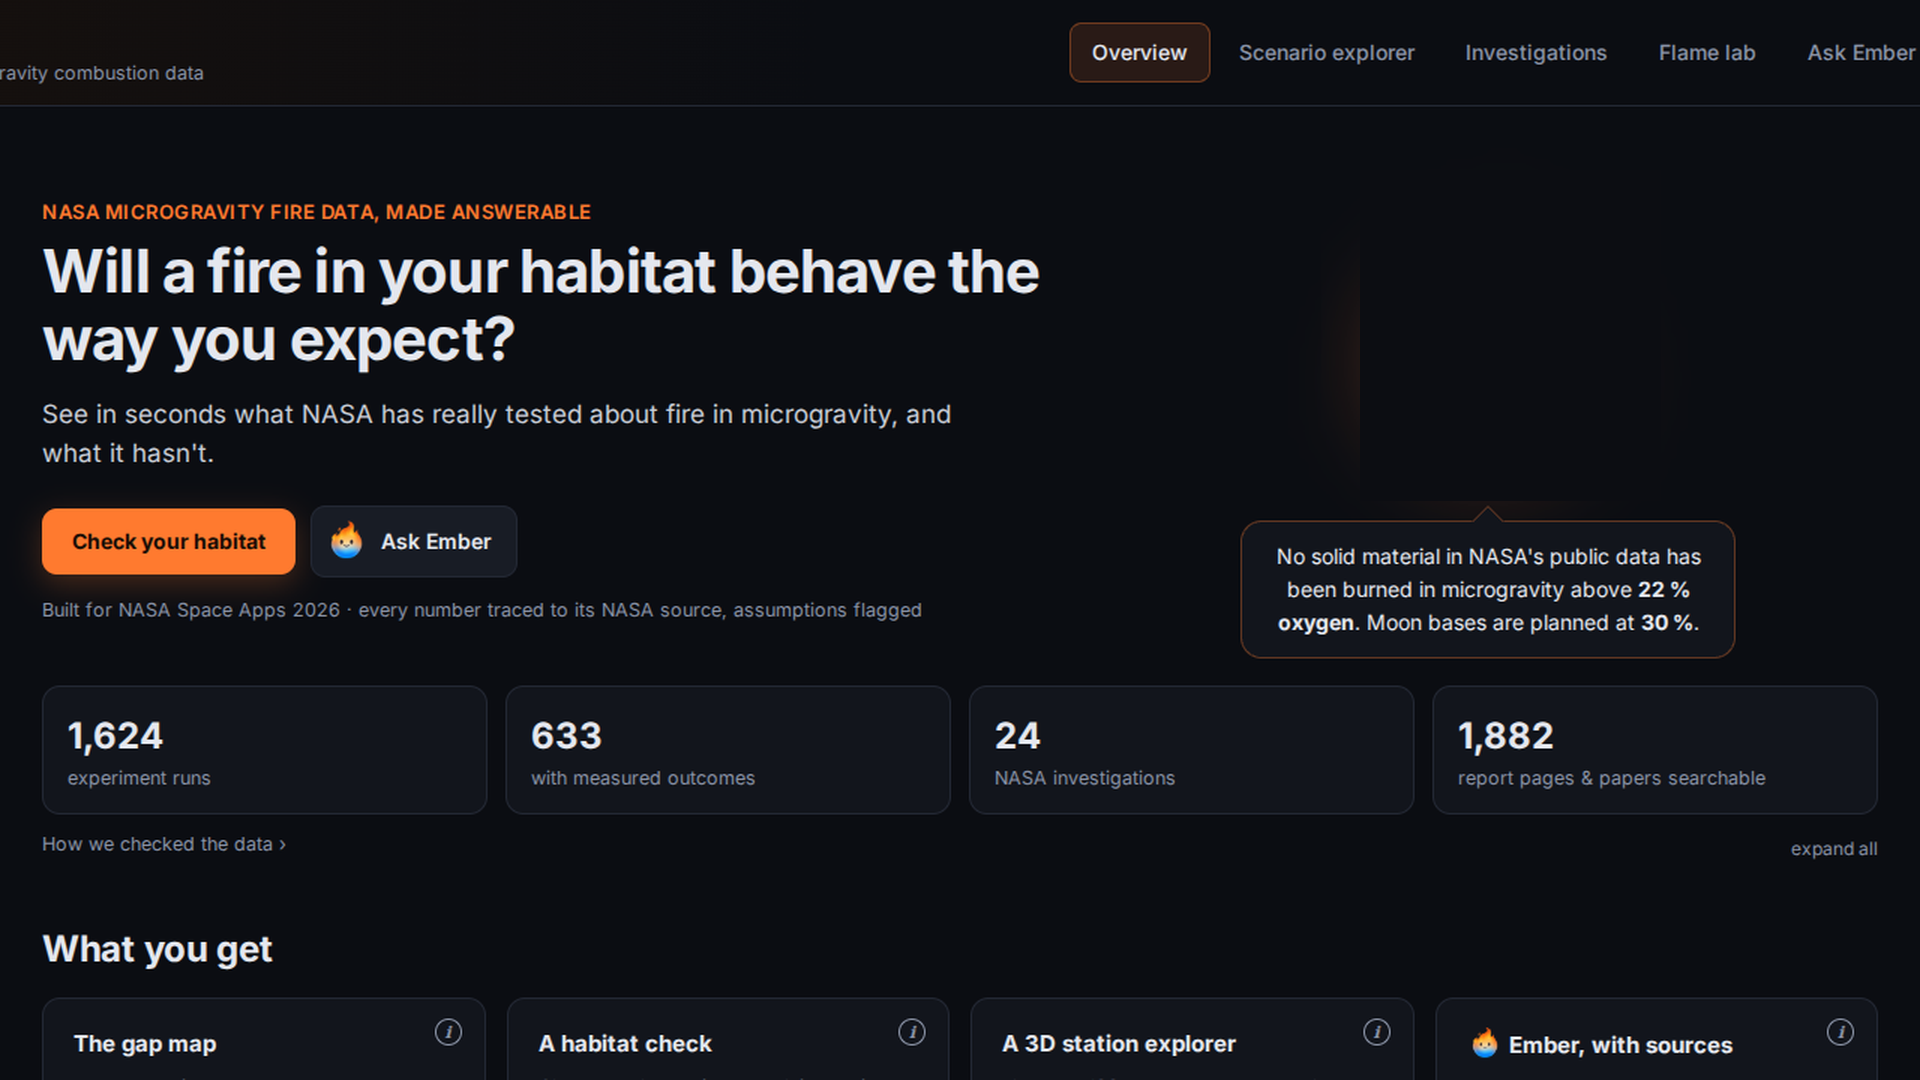 ravity combustion data
Overview
Scenario explorer
Investigations
Flame lab
Ask Ember
NASA MICROGRAVITY FIRE DATA, MADE ANSWERABLE
Will a fire in your habitat behave the
way you expect?
See in seconds what NASA has really tested about fire in microgravity, and
what it hasn't.
Check your habitat
Ask Ember
Built for NASA Space Apps 2026 · every number traced to its NASA source, assumptions flagged
No solid material in NASA's public data has
been burned in microgravity above 22 %
oxygen. Moon bases are planned at 30 %.
1,624
experiment runs
633
with measured outcomes
24
NASA investigations
1,882
report pages & papers searchable
How we checked the data ›
expand all
What you get
The gap map
i
A habitat check
i
A 3D station explorer
i
Ember, with sources
i